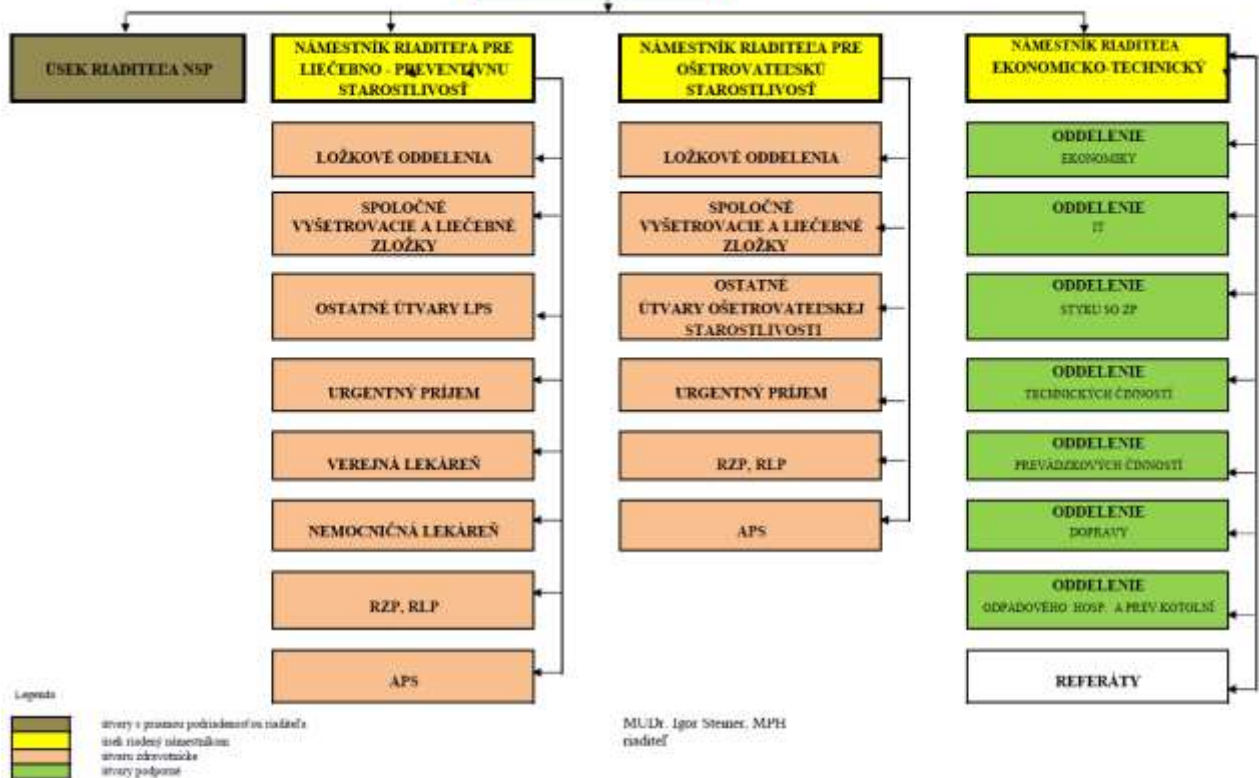 ÚSEK RIADITEĽA NSP
NÁMESTNÍK RIADITEĽA PRE
LIEČEBNO - PREVENTÍVNU
STAROSTLIVOSŤ
LOŽKOVÉ ODDELENIA
SPOLOČNÉ
VYŠETROVACIE A LIEČEBNÉ
ZLOŽKY
OSTATNÉ ÚTVARY LPS
URGENTNÝ PRÍJEM
VEREJNÁ LEKÁREŇ
NEMOCNIČNÁ LEKÁREŇ
RZP, RLP
APS
NÁMESTNÍK RIADITEĽA PRE
OŠETROVATEĽSKÚ
STAROSTLIVOSŤ
LOŽKOVÉ ODDELENIA
SPOLOČNÉ
VYŠETROVACIE A LIEČEBNÉ
ZLOŽKY
OSTATNÉ
ÚTVARY OŠETROVATEĽSKEJ
STAROSTLIVOSTI
URGENTNÝ PRÍJEM
RZP, RLP
APS
NÁMESTNÍK RIADITEĽA
EKONOMICKO-TECHNICKÝ
ODDELENIE
EKONOMIKY
ODDELENIE
IT
ODDELENIE
STYKU SO ZP
ODDELENIE
TECHNICKÝCH ČINNOSTÍ
ODDELENIE
PREVÁDZKOVÝCH ČINNOSTÍ
ODDELENIE
DOPRAVY
ODDELENIE
ODPADOVÉHO HOSP. A PREV.KOTOLNÍ
REFERÁTY
Legenda
útvary s priamou podriadenosťou riaditeľa
úsek riadený námestníkom
útvary zdravotnícke
útvary podporné
MUDr. Igor Steiner, MPH
riaditeľ